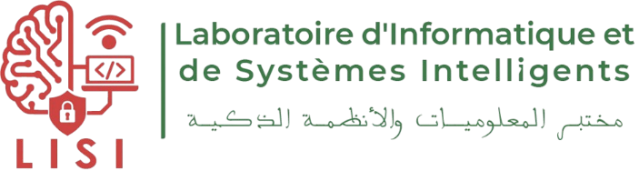 LISI
Laboratoire d'Informatique et
de Systèmes Intelligents
مختبر المعلوميات والأنظمة الذكية